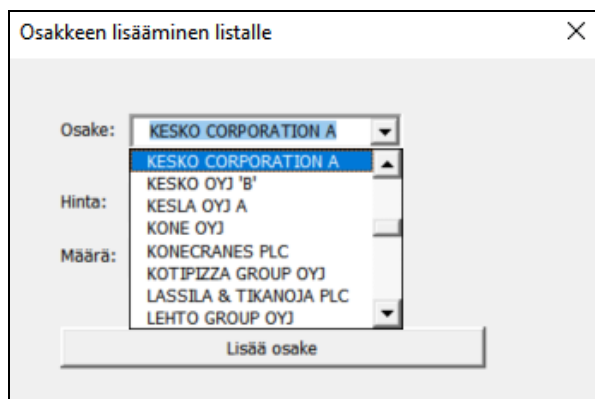 Osakkeen lisääminen listalle
Osake: KESKO CORPORATION A
KESKO CORPORATION A
KESKO OYJ 'B'
Hinta:
KESLA OYJ A
KONE OYJ
Määrä:
KONECRANES PLC
KOTIPIZZA GROUP OYJ
LASSILA & TIKANOJA PLC
LEHTO GROUP OYJ
Lisää osake